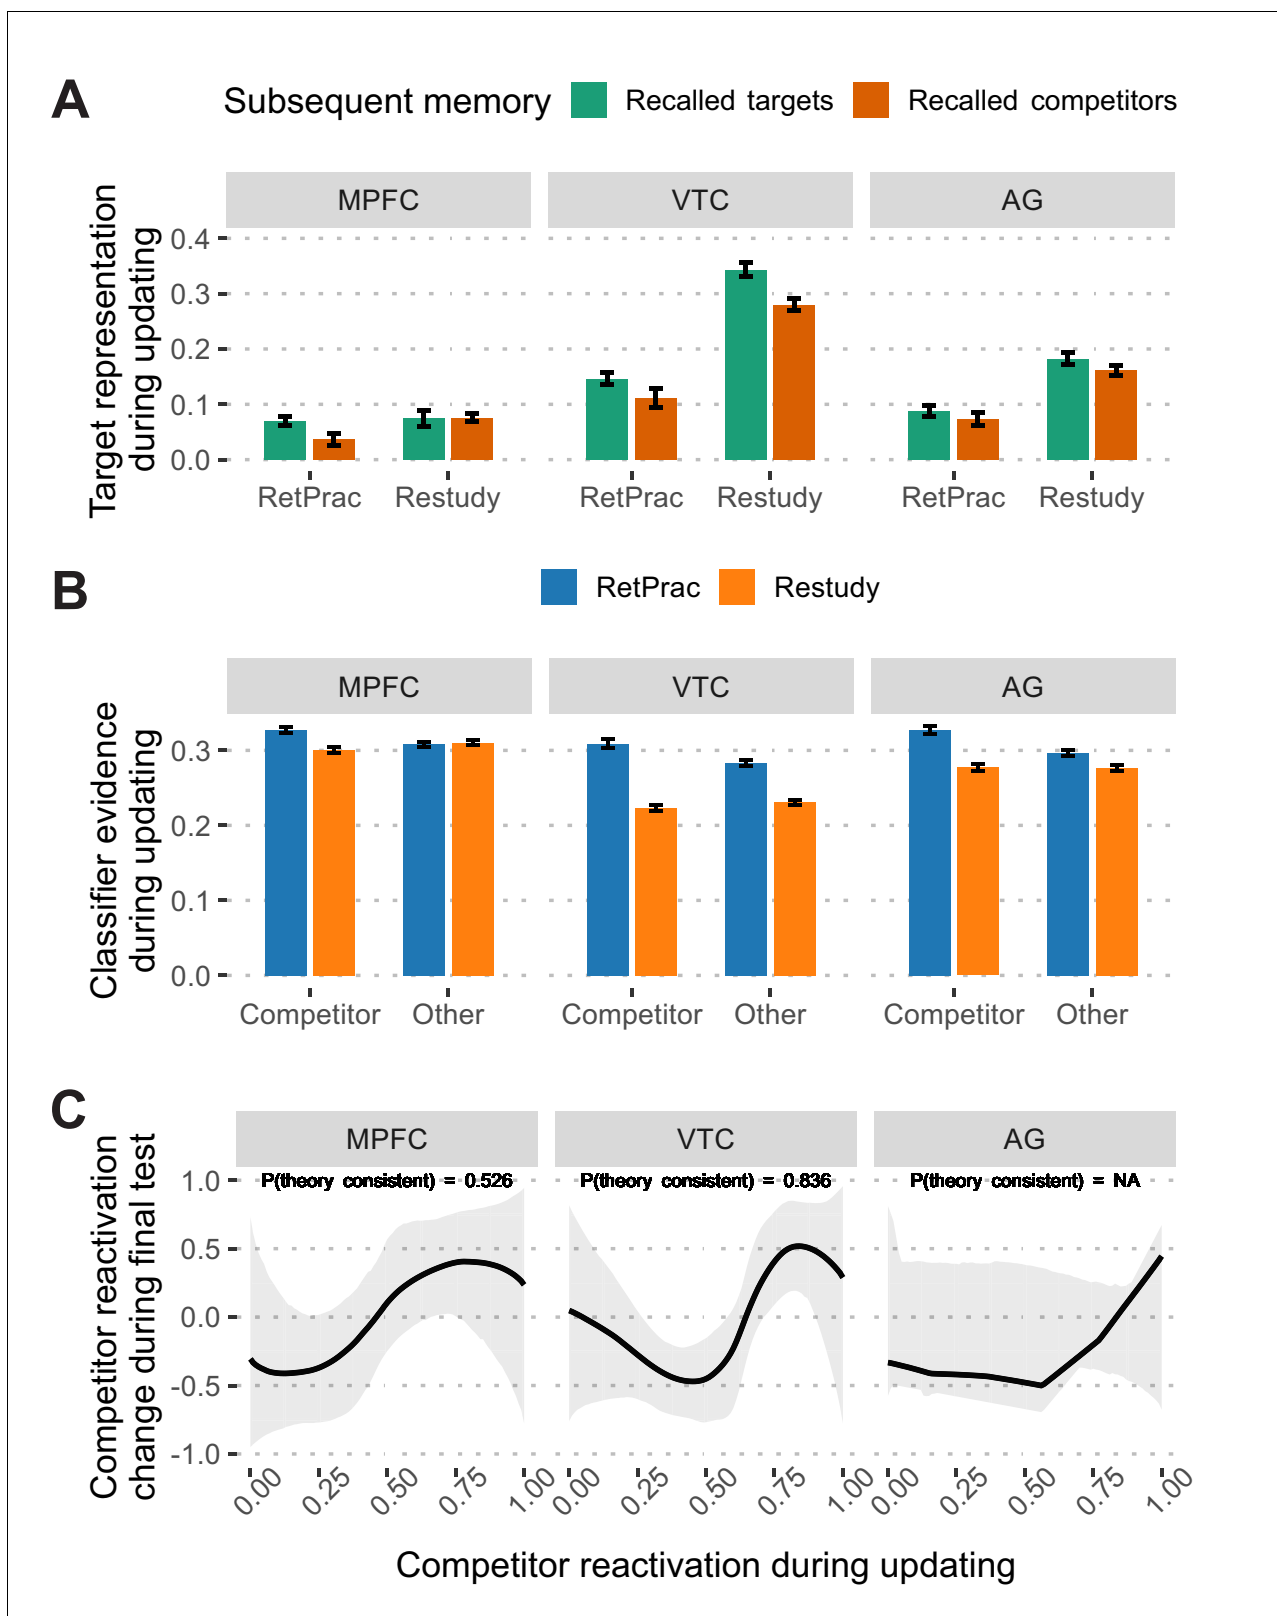 A
Subsequent memory Recalled targets Recalled competitors
MPFC VTC AG
Target representation
during updating
0.4
0.3
0.2
0.1
0.0
RetPrac Restudy RetPrac Restudy RetPrac Restudy
B
RetPrac Restudy
MPFC VTC AG
Classifier evidence
during updating
0.3
0.2
0.1
0.0
Competitor Other Competitor Other Competitor Other
C
MPFC VTC AG
Competitor reactivation
change during final test
P(theory consistent) = 0.526 P(theory consistent) = 0.836 P(theory consistent) = NA
1.0
0.5
0.0
-0.5
-1.0
0.00 0.25 0.50 0.75 1.00 0.00 0.25 0.50 0.75 1.00 0.00 0.25 0.50 0.75 1.00
Competitor reactivation during updating